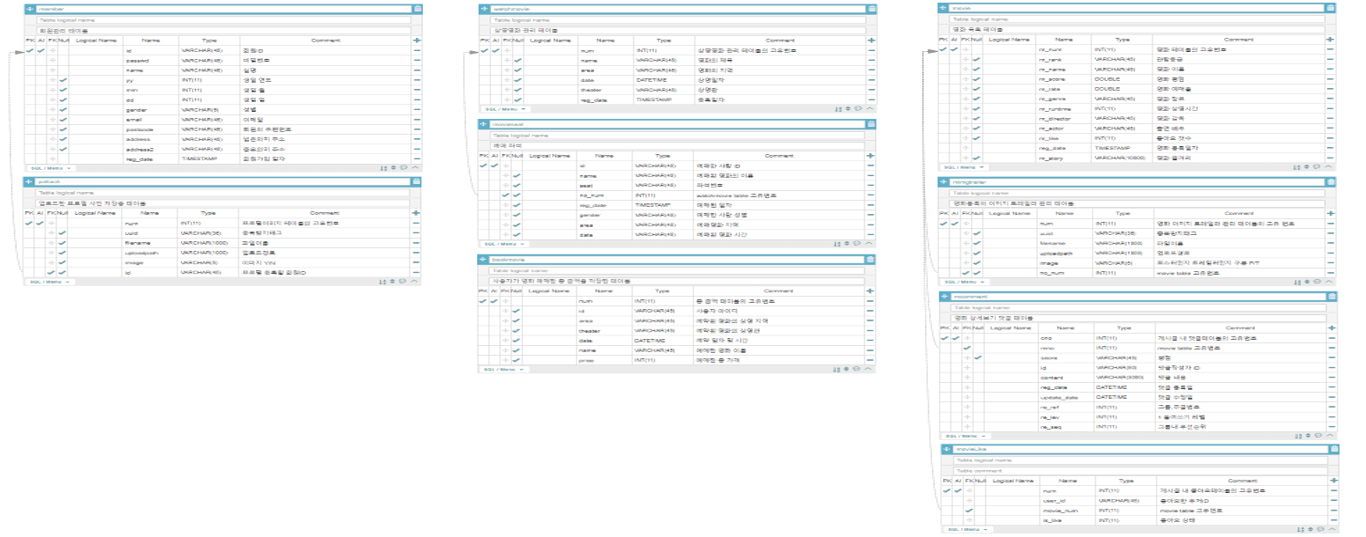 member
Table logical name
회원관리 테이블
PK AI FK Null Logical Name Name Type Comment
id VARCHAR(45) 회원ID
passwd VARCHAR(45) 비밀번호
name VARCHAR(45) 실명
yy INT(11) 생일 연도
mm INT(11) 생일 월
dd INT(11) 생일 일
gender VARCHAR(5) 성별
email VARCHAR(45) 이메일
postcode VARCHAR(45) 회원의 우편번호
address VARCHAR(45)
address2 VARCHAR(45)
reg_date TIMESTAMP 회원가입 일자
SQL / Memo
Table logical name
업로드한 프로필 사진 저장용 테이블
PK AI FK Null Logical Name Name Type Comment
num INT(11) 프로필이미지 테이블의 고유번호
uuid VARCHAR(36)
filename VARCHAR(1000) 파일이름
uploadpath VARCHAR(1000) 업로드경로
image VARCHAR(5) 이미지 Y/N
id VARCHAR(45) 프로필 등록할 회원ID
SQL / Memo
watchmovie
Table logical name
상영영화 관리 테이블
PK AI FK Null Logical Name Name Type Comment
num INT(11) 상영영화 관리 테이블의 고유번호
name VARCHAR(45) 영화의 제목
area VARCHAR(45) 영화의 지역
date DATETIME 상영일자
theater VARCHAR(45) 상영관
reg_date TIMESTAMP 등록일자
SQL / Memo
movieseat
Table logical name
예매 좌석
PK AI FK Null Logical Name Name Type Comment
id VARCHAR(45) 예매한 사람 ID
name VARCHAR(45) 예매된 영화의 이름
seat VARCHAR(45) 좌석번호
no_num INT(11) watchmovie table 고유번호
reg_date TIMESTAMP 예매한 일자
gender VARCHAR(45) 예매한 사람 성별
area VARCHAR(45) 예매영화 지역
date VARCHAR(45) 예매된 영화 시간
SQL / Memo
bookmovie
Table logical name
사용자가 영화 예매한 총 금액을 저장한 테이블
PK AI FK Null Logical Name Name Type Comment
num INT(11) 총 금액 테이블의 고유번호
id VARCHAR(45) 사용자 아이디
area VARCHAR(45) 예약된 영화의 상영 지역
theater VARCHAR(45) 예약된 영화의 상영관
date DATETIME 예약 일자 및 시간
name VARCHAR(45) 예매한 영화 이름
price INT(11) 예매한 총 가격
SQL / Memo
movie
Table logical name
영화 목록 테이블
PK AI FK Null Logical Name Name Type Comment
m_num INT(11) 영화 테이블의 고유번호
m_rank VARCHAR(45) 관람등급
m_name VARCHAR(45) 영화 이름
m_score DOUBLE 영화 평점
m_rate DOUBLE 영화 예매율
m_genre VARCHAR(45) 영화 장르
m_runtime INT(11) 영화 상영시간
m_director VARCHAR(45) 영화 감독
m_actor VARCHAR(45) 출연 배우
m_like INT(11) 좋아요 갯수
reg_date TIMESTAMP 영화 등록일자
m_story VARCHAR(10000) 영화 줄거리
SQL / Memo
Table logical name
영화등록의 이미지 트레일러 관리 테이블
PK AI FK Null Logical Name Name Type Comment
num INT(11) 영화 이미지 트레일러 관리 테이블의 고유 번호
uuid VARCHAR(36)
filename VARCHAR(1000) 파일이름
uploadpath VARCHAR(1000) 업로드경로
image VARCHAR(5) 포스터인지 트레일러인지 구분 P/T
no_num INT(11) movie table 고유번호
SQL / Memo
mcomment
Table logical name
영화 상세보기 댓글 테이블
PK AI FK Null Logical Name Name Type Comment
cno INT(11) 게시글 내 댓글테이블의 고유번호
mno INT(11) movie table 고유번호
score VARCHAR(45) 평점
id VARCHAR(50) 댓글작성자 ID
content 댓글 내용
reg_date DATETIME 댓글 등록일
update_date DATETIME 댓글 수정일
re_ref INT(11) 그룹,주글번호
re_lev INT(11) 들여쓰기 레벨
re_seq INT(11) 그룹내 우선순위
SQL / Memo
movieLike
Table logical name
Table comment
PK AI FK Null Logical Name Name Type Comment
num INT(11) 게시글 내 좋아요테이블의 고유번호
user_id VARCHAR(45) 좋아요한 유저ID
movie_num INT(11) movie table 고유번호
is_like INT(11) 좋아요 상태
SQL / Memo